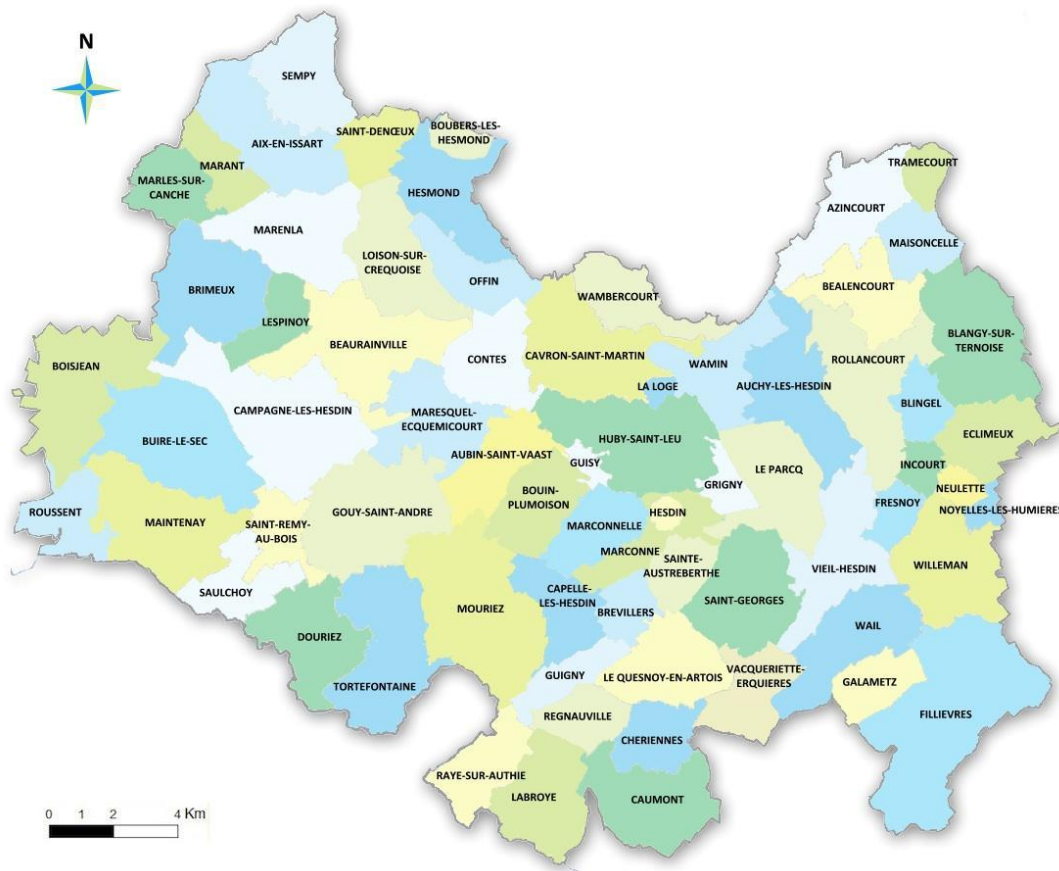 N
SEMPY
BOUBERS-LES-
HESMOND
SAINT-DENŒUX
AIX-EN-ISSART
MARANT
TRAMECOURT
MARLES-SUR-
CANCHE
HESMOND
AZINCOURT
MARENLA
MAISONCELLE
LOISON-SUR-
CREQUOISE
OFFIN
BEALENCOURT
BRIMEUX
WAMBERCOURT
LESPINOY
BLANGY-SUR-
TERNOISE
BEAURAINVILLE
CONTES
CAVRON-SAINT-MARTIN
WAMIN
ROLLANCOURT
BOISJEAN
LA LOGE
AUCHY-LES-HESDIN
BLINGEL
CAMPAGNE-LES-HESDIN
MARESQUEL-
ECQUEMICOURT
ECLIMEUX
BUIRE-LE-SEC
HUBY-SAINT-LEU
AUBIN-SAINT-VAAST
GUISY
LE PARCQ
INCOURT
GRIGNY
NEULETTE
BOUIN-
PLUMOISON
FRESNOY
NOYELLES-LES-HUMIERES
ROUSSENT
GOUY-SAINT-ANDRE
HESDIN
MAINTENAY
SAINT-REMY-
AU-BOIS
MARCONNELLE
MARCONNE
SAINTE-
AUSTREBERTHE
VIEIL-HESDIN
WILLEMAN
SAULCHOY
CAPELLE-
LES-HESDIN
SAINT-GEORGES
MOURIEZ
BREVILLERS
WAIL
DOURIEZ
TORTEFONTAINE
GUIGNY
LE QUESNOY-EN-ARTOIS
VACQUERIETTE-
ERQUIERES
GALAMETZ
REGNAUVILLE
FILLIEVRES
CHERIENNES
RAYE-SUR-AUTHIE
LABROYE
CAUMONT
0 1 2 4 Km